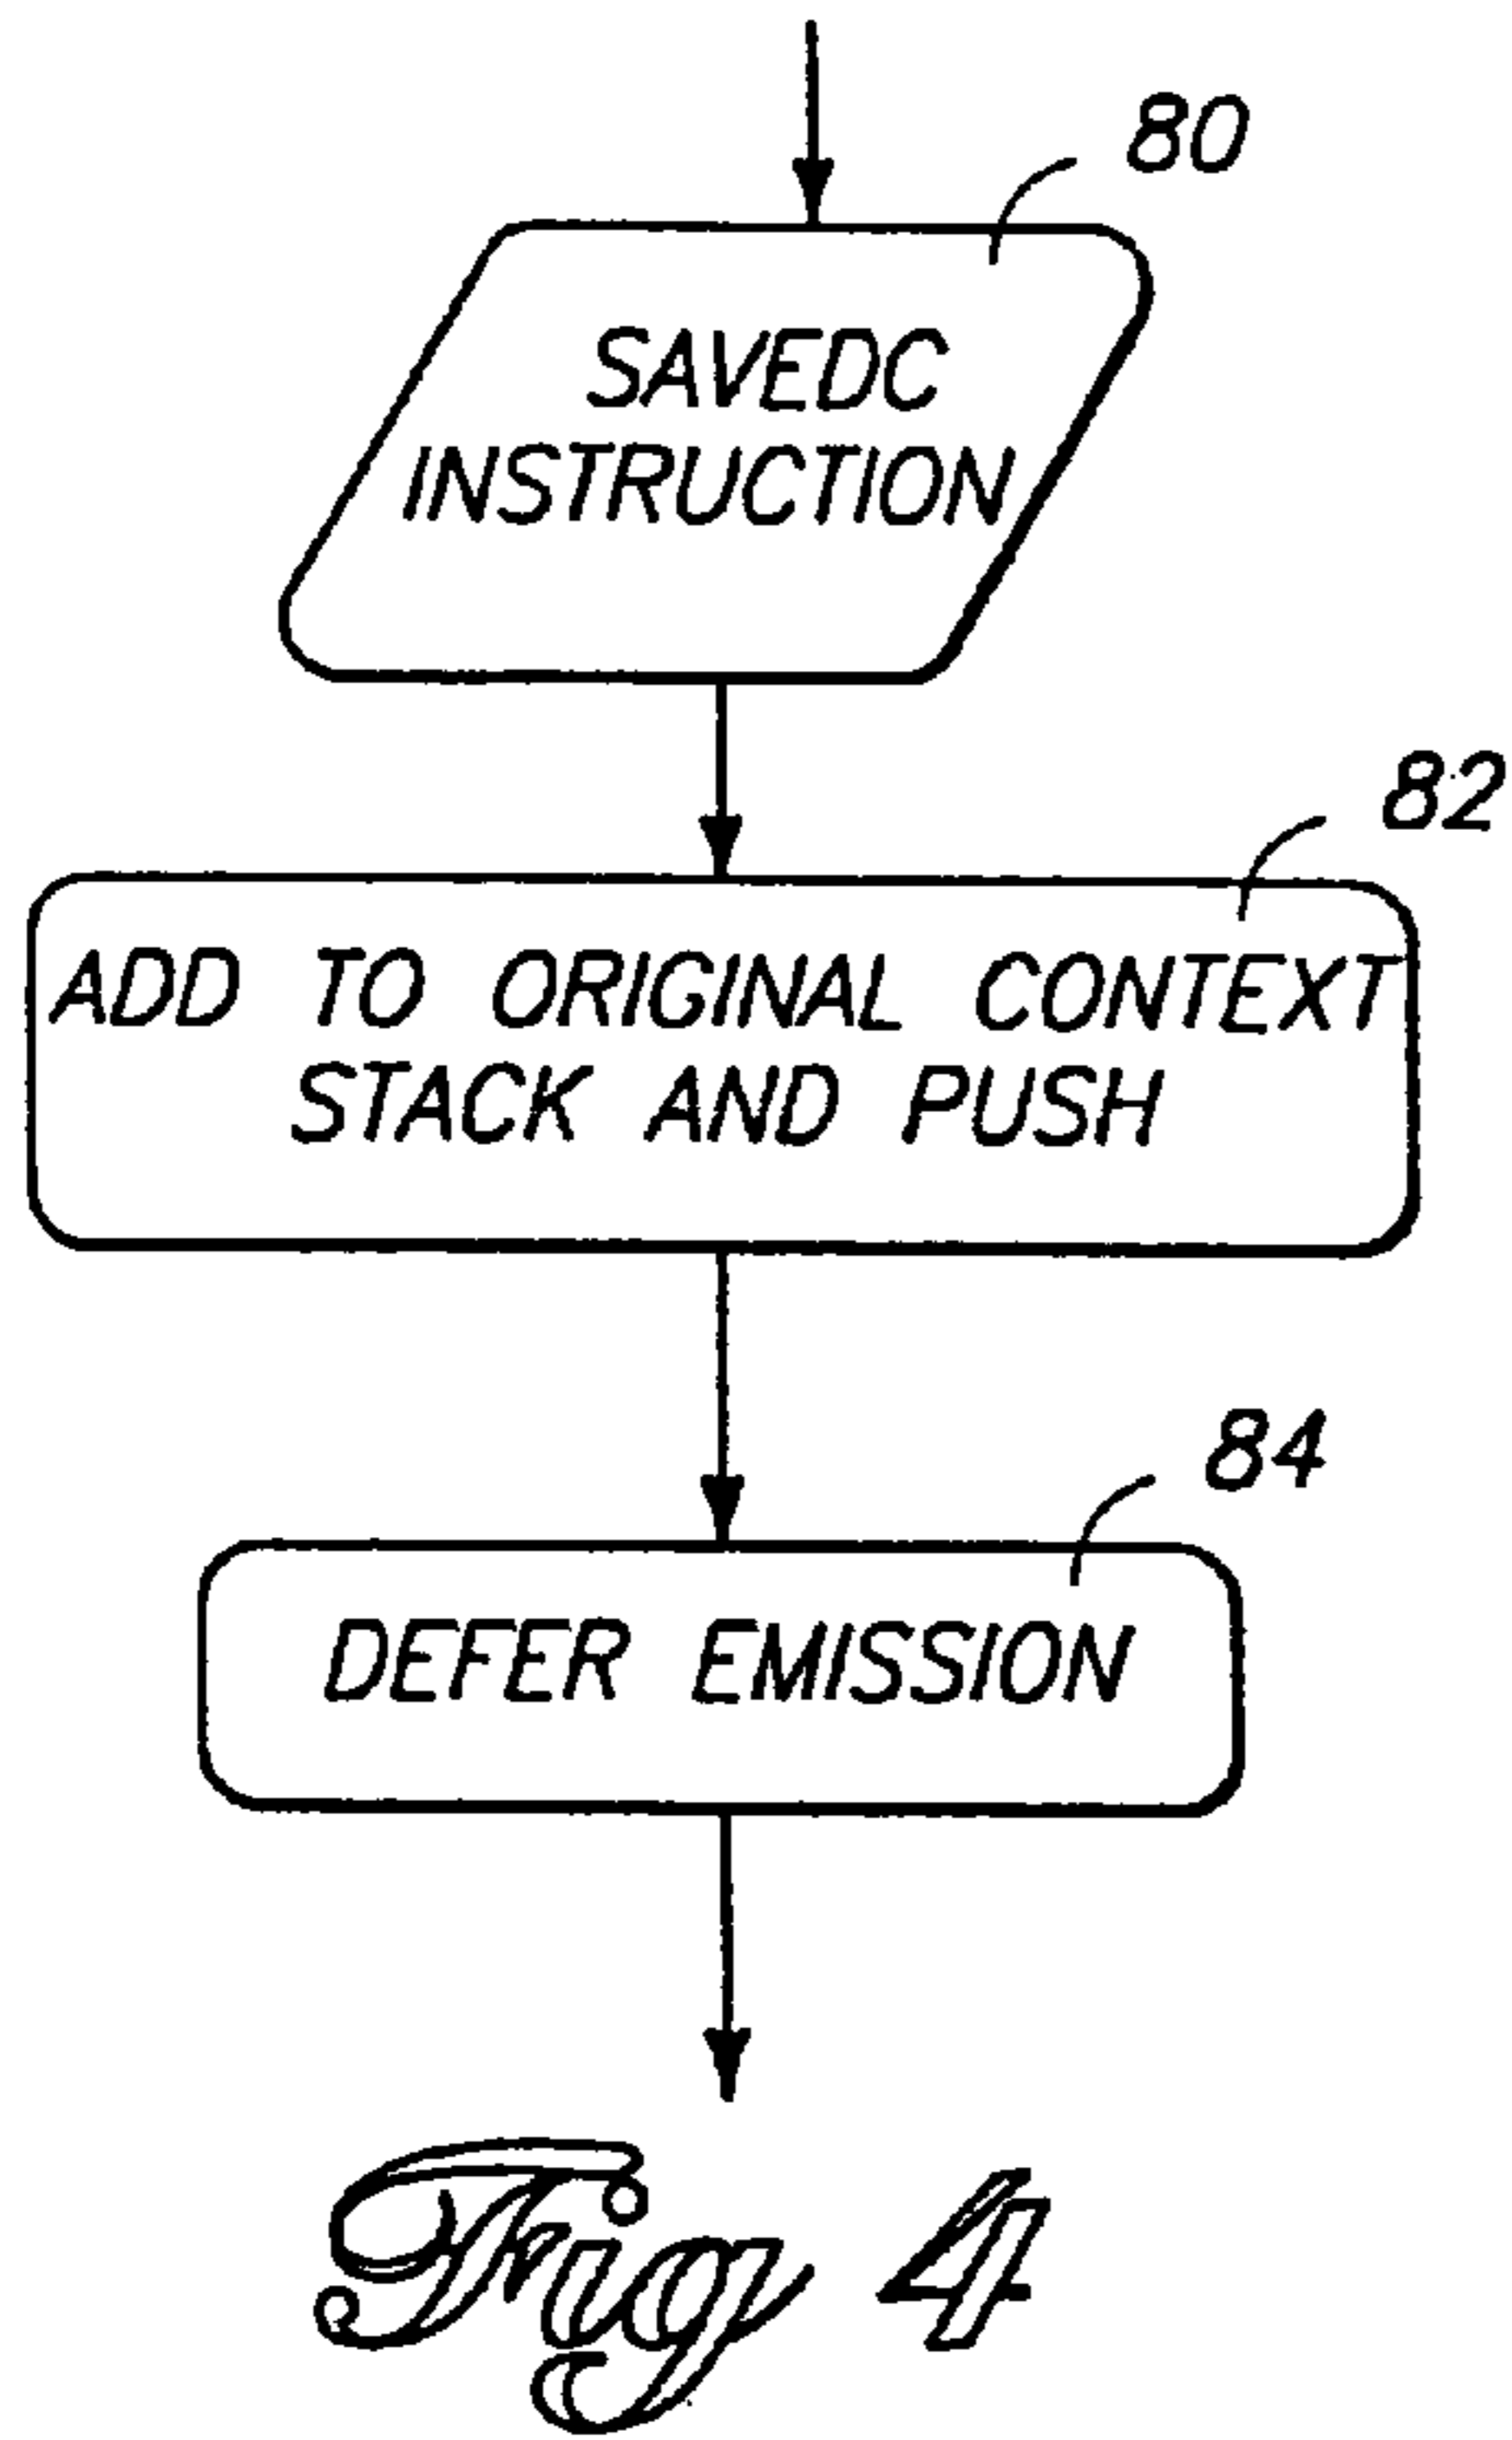 80
SAVEDC
INSTRUCTION
82
ADD TO ORIGINAL CONTEXT
STACK AND PUSH
84
DEFER EMISSION
Fig 4